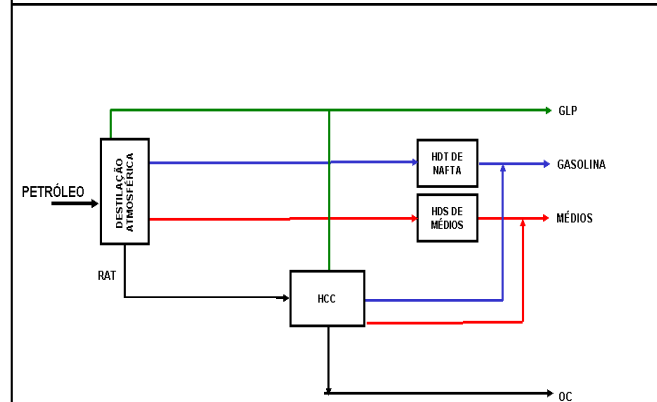 GLP
HDT DE
NAFTA
GASOLINA
DESTILAÇÃO
ATMOSFÉRICA
PETRÓLEO
HDS DE
MÉDIOS
MÉDIOS
RAT
HCC
OC